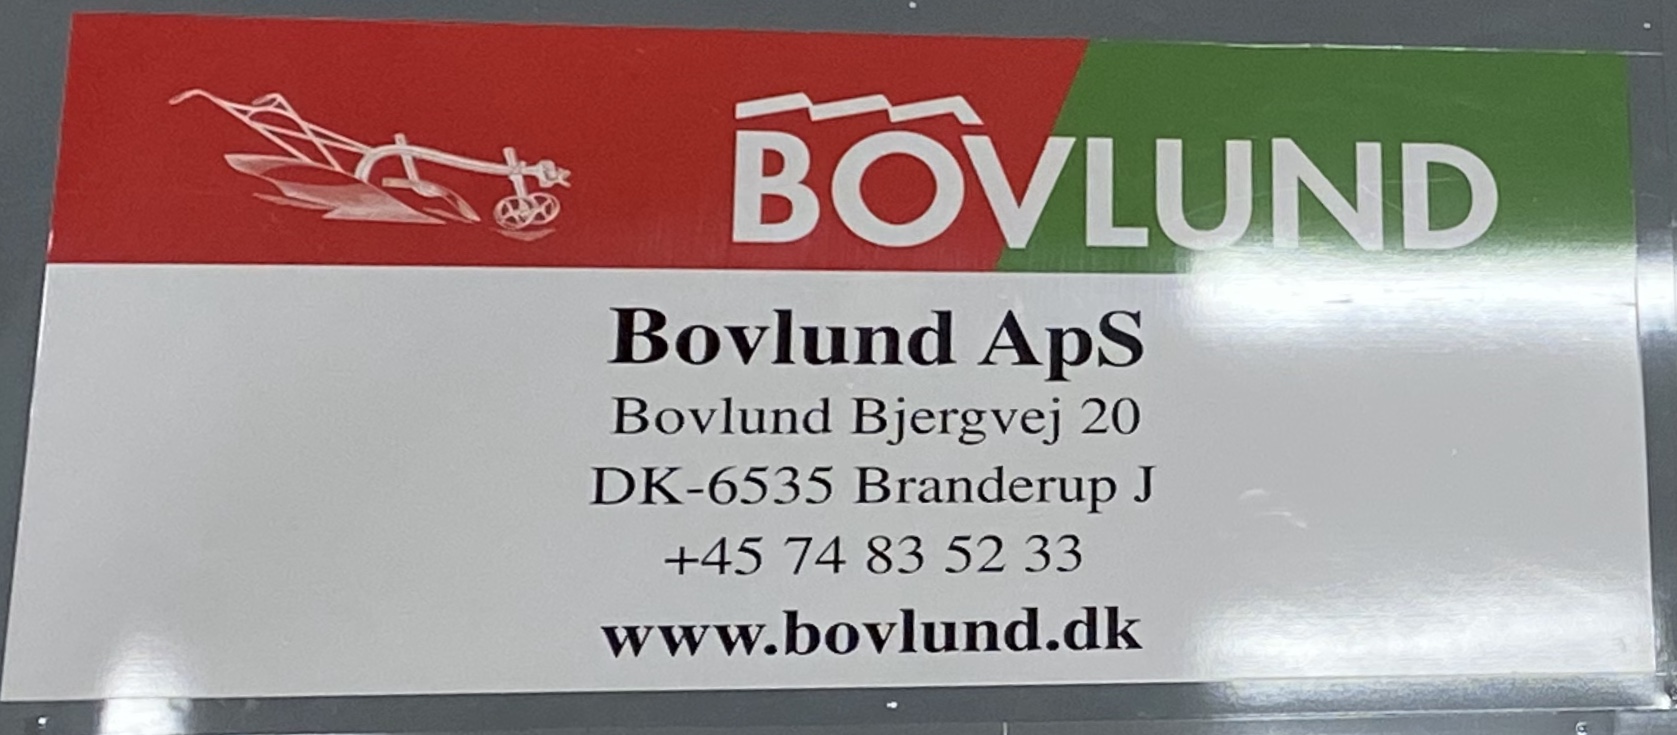 BOVLUND
Bovlund ApS
Bovlund Bjergvej 20
DK-6535 Branderup J
+45 74 83 52 33
www.bovlund.dk